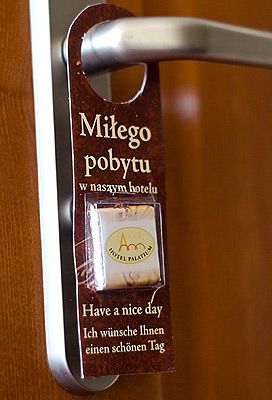 Miłego
pobytu
w naszym hotelu
HOTEL PALATIUM
Have a nice day
Ich wünsche Ihnen
einen schönen Tag